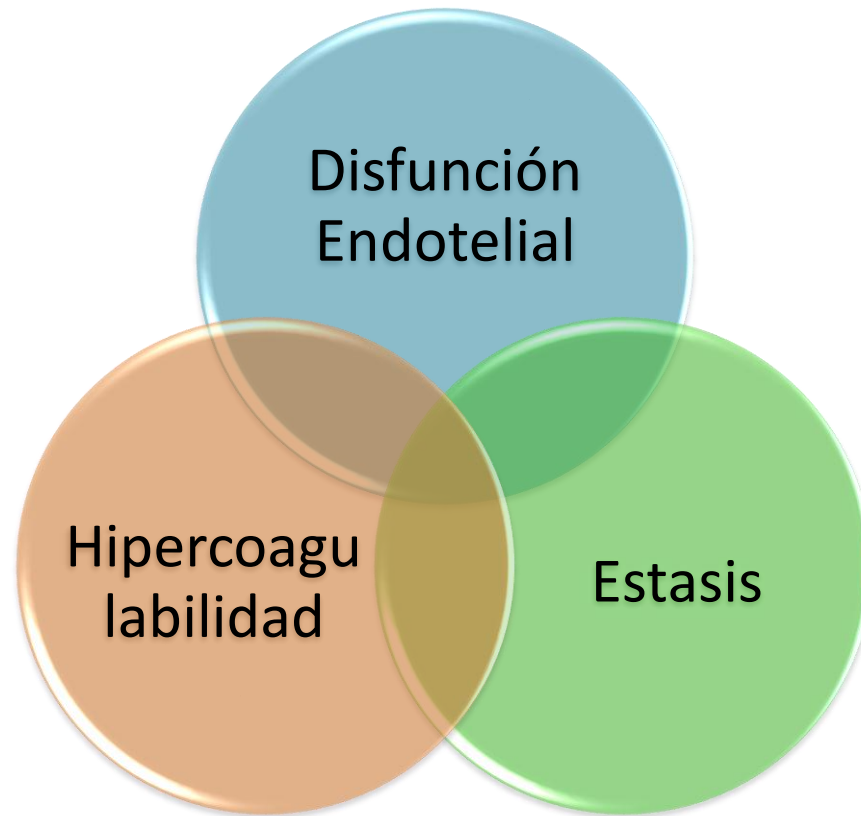 Disfunción
Endotelial
Hipercoagu
labilidad
Estasis